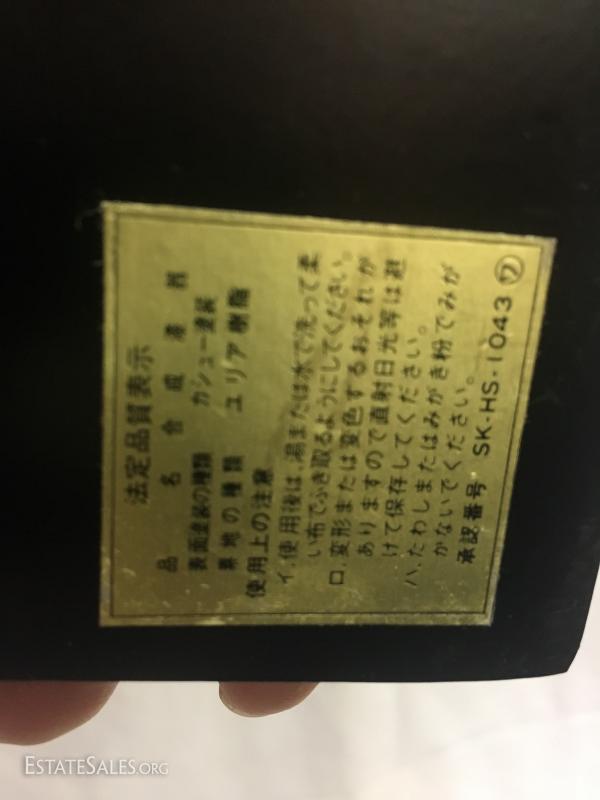 法定品質表示
品名 合成漆器
表面塗装の種類 カシュー塗装
素地の種類 ユリア樹脂
使用上の注意
イ.使用後は、湯または水で洗って柔
い布でふき取るようにしてください。
ロ.変形または変色するおそれが
ありますので直射日光等は避
けて保存してください。
ハ.たわしまたはみがき粉でみが
かないでください。
承認番号 SK-HS-1043 ワ
ESTATESALES.ORG